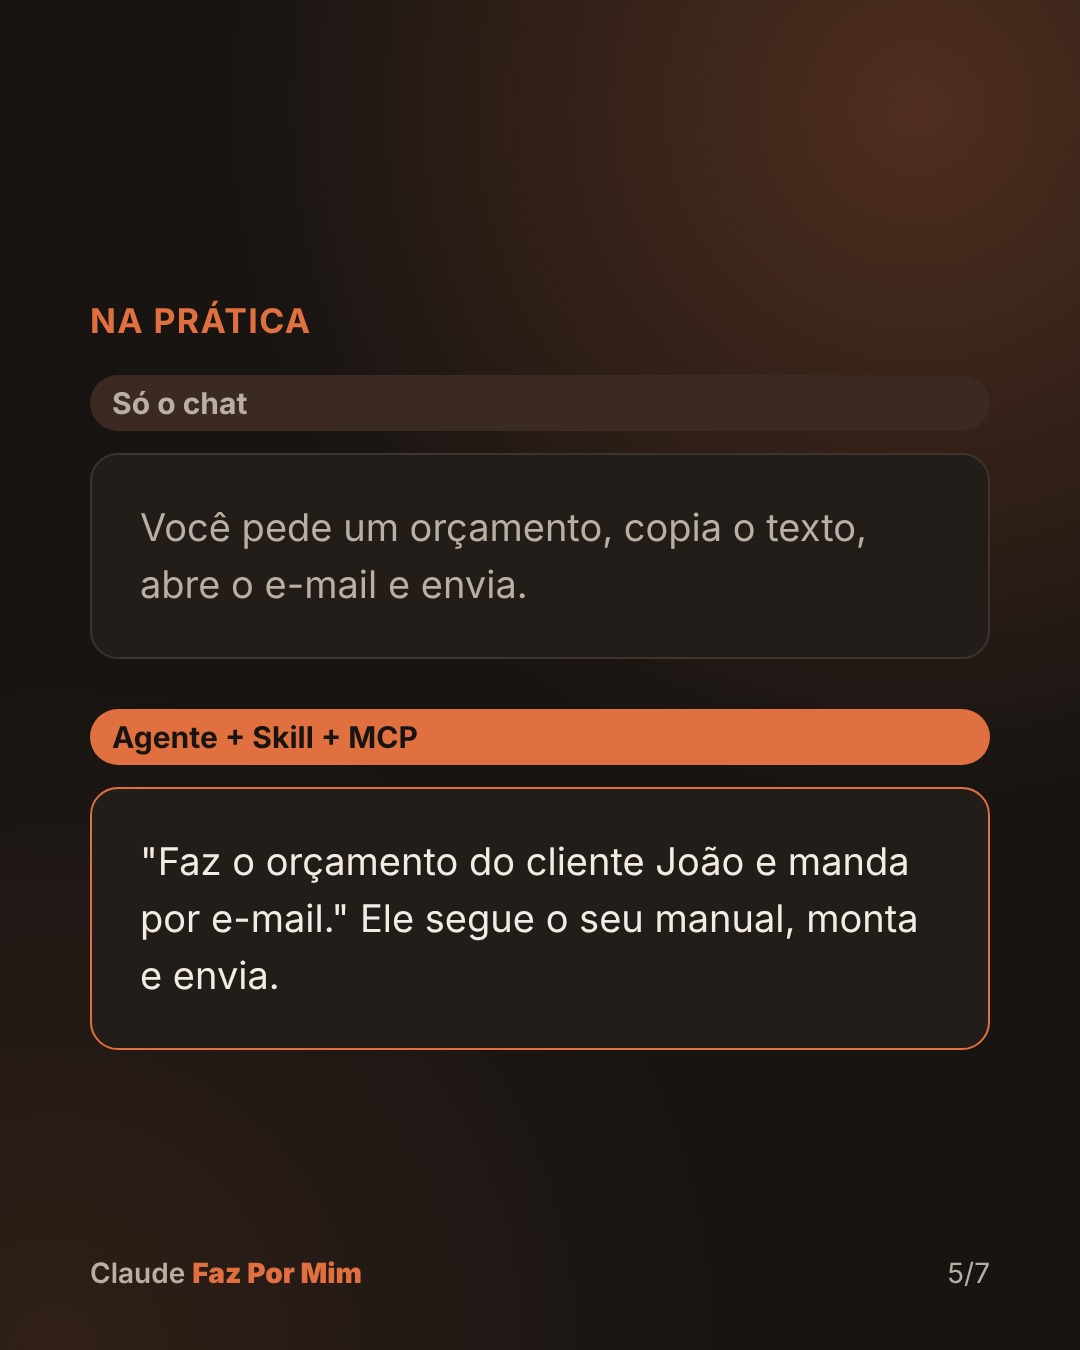 NA PRÁTICA
Só o chat
Você pede um orçamento, copia o texto,
abre o e-mail e envia.
Agente + Skill + MCP
"Faz o orçamento do cliente João e manda
por e-mail." Ele segue o seu manual, monta
e envia.
Claude Faz Por Mim
5/7